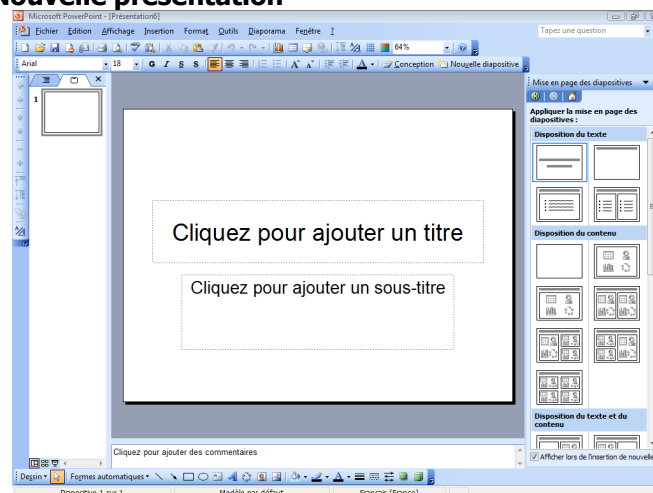 Nouvelle présentation
Microsoft PowerPoint - [Présentation6]
Fichier Edition Affichage Insertion Format Outils Diaporama Fenêtre ?
Tapez une question
64%
Arial 18 G I S S Conception Nouvelle diapositive
Mise en page des diapositives
1
Appliquer la mise en page des
diapositives :
Disposition du texte
Cliquez pour ajouter un titre
Disposition du contenu
Cliquez pour ajouter un sous-titre
Disposition du texte et du
contenu
Cliquez pour ajouter des commentaires
Afficher lors de l'insertion de nouvelle
Dessin Formes automatiques
Diapositive 1 sur 1 Modèle par défaut Français (France)